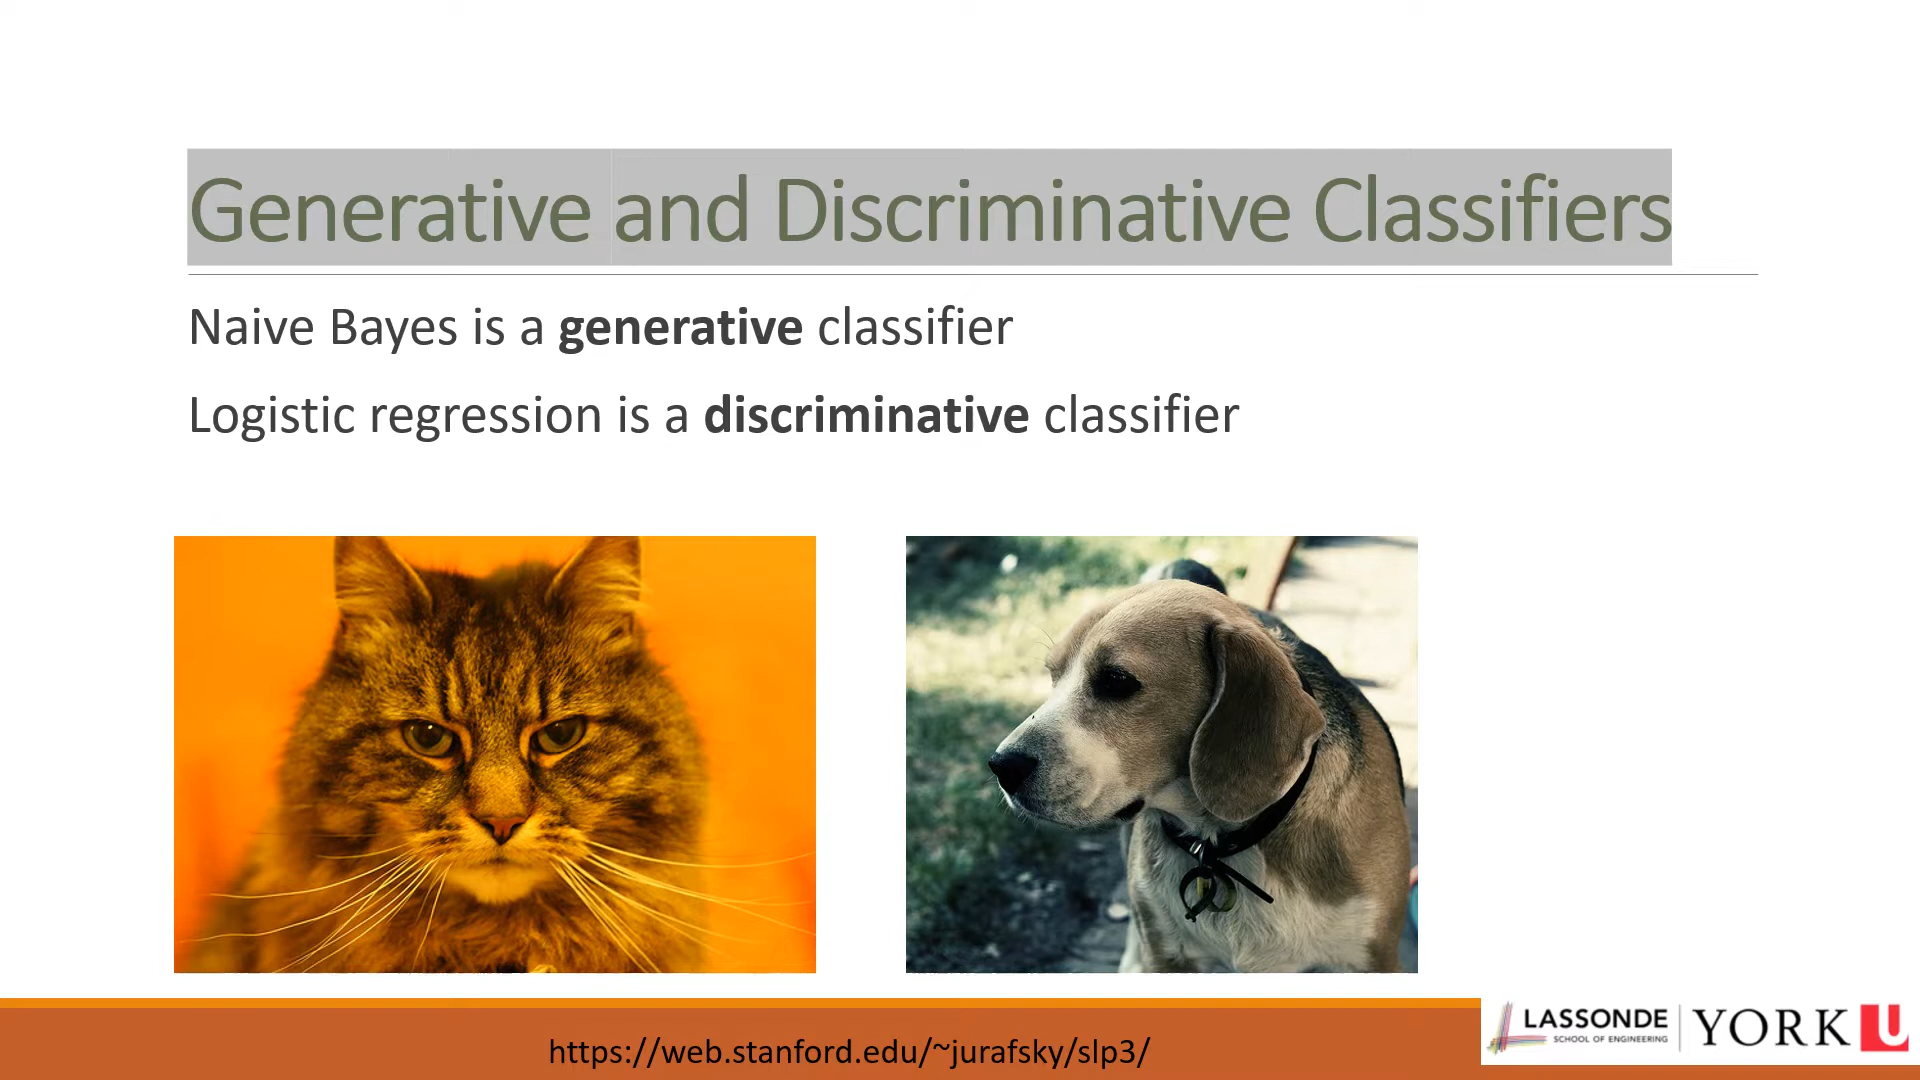 Generative and Discriminative Classifiers
Naive Bayes is a generative classifier
Logistic regression is a discriminative classifier
https://web.stanford.edu/~jurafsky/slp3/
LASSONDE
SCHOOL OF ENGINEERING
YORK U